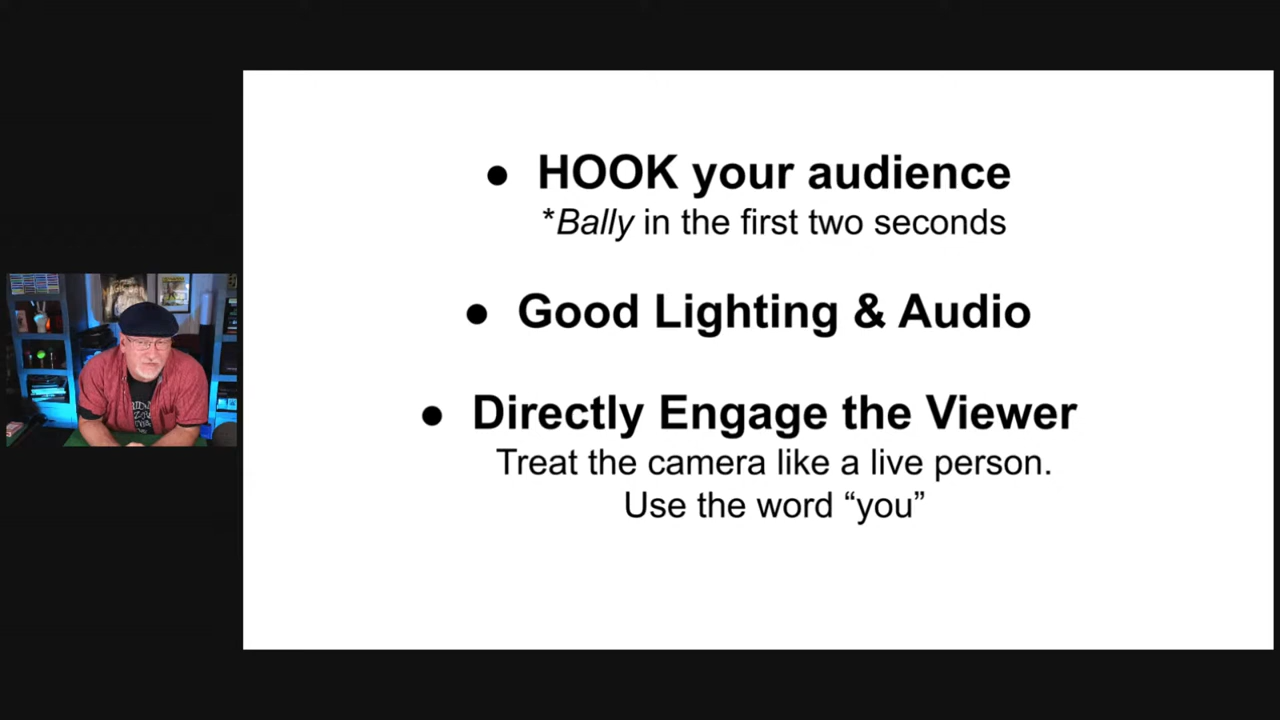 ● HOOK your audience
*Bally in the first two seconds
● Good Lighting & Audio
● Directly Engage the Viewer
Treat the camera like a live person.
Use the word “you”